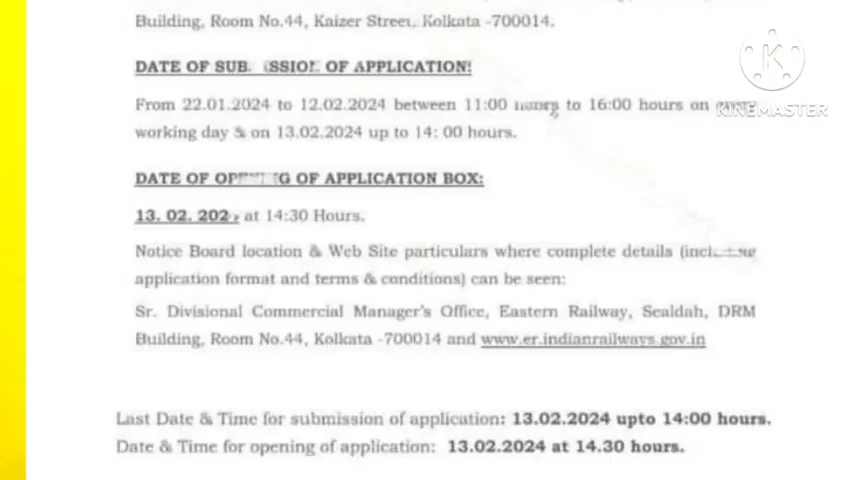 Building, Room No.44, Kaizer Street, Kolkata -700014.
KINEMASTER
DATE OF OF APPLICATION:
From 22.01.2024 to 12.02.2024 between 11:00 to 16:00 hours on
working day & on 13.02.2024 up to 14: 00 hours.
DATE OF OF APPLICATION BOX:
13. 02. at 14:30 Hours.
Notice Board location & Web Site particulars where complete details
application format and terms & conditions) can be seen:
Sr. Divisional Commercial Manager's Office, Eastern Railway, Sealdah, DRM
Building, Room No.44, Kolkata -700014 and www.er.indianrailways.gov.in
Last Date & Time for submission of application: 13.02.2024 upto 14:00 hours.
Date & Time for opening of application: 13.02.2024 at 14.30 hours.